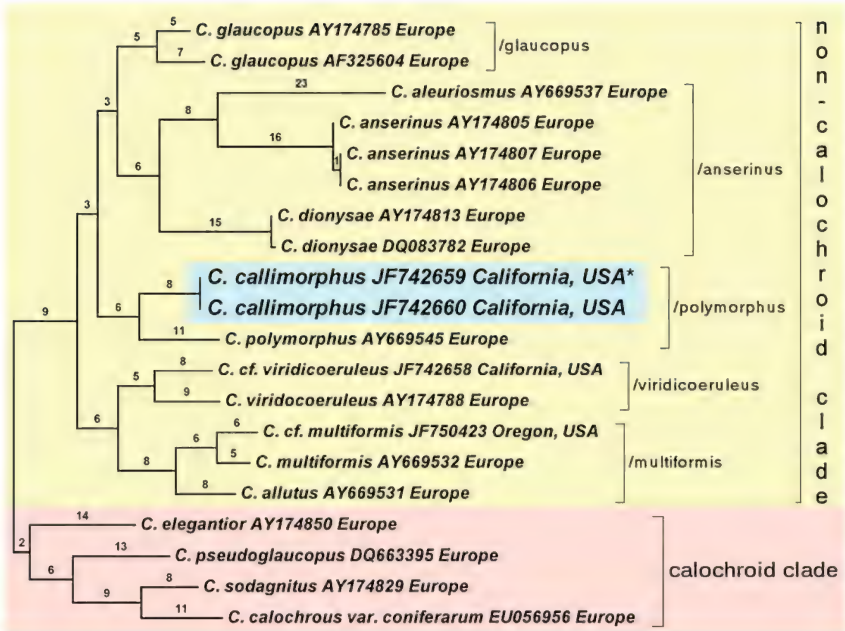 5
C. glaucopus AY174785 Europe
5
7
C. glaucopus AF325604 Europe
/glaucopus
3
23
C. aleuriosmus AY669537 Europe
8
C. anserinus AY174805 Europe
16
C. anserinus AY174807 Europe
1
C. anserinus AY174806 Europe
/anserinus
6
3
C. dionysae AY174813 Europe
15
C. dionysae DQ083782 Europe
C. callimorphus JF742659 California, USA*
8
C. callimorphus JF742660 California, USA
/polymorphus
6
11
C. polymorphus AY669545 Europe
9
8
C. cf. viridicoeruleus JF742658 California, USA
5
9
C. viridocoeruleus AY174788 Europe
/viridicoeruleus
6
6
C. cf. multiformis JF750423 Oregon, USA
6
5
C. multiformis AY669532 Europe
8
8
C. allutus AY669531 Europe
/multiformis
non-calochroid clade
14
C. elegantior AY174850 Europe
2
13
C. pseudoglaucopus DQ663395 Europe
6
8
C. sodagnitus AY174829 Europe
9
11
C. calochrous var. coniferarum EU056956 Europe
calochroid clade